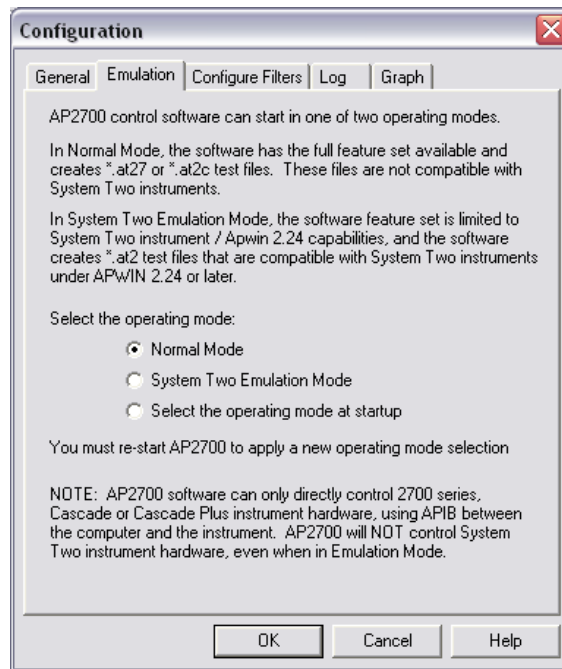 Configuration
General
Emulation
Configure Filters
Log
Graph
AP2700 control software can start in one of two operating modes.
In Normal Mode, the software has the full feature set available and
creates *.at27 or *.at2c test files. These files are not compatible with
System Two instruments.
In System Two Emulation Mode, the software feature set is limited to
System Two instrument / Apwin 2.24 capabilities, and the software
creates *.at2 test files that are compatible with System Two instruments
under APWIN 2.24 or later.
Select the operating mode:
Normal Mode
System Two Emulation Mode
Select the operating mode at startup
You must re-start AP2700 to apply a new operating mode selection
NOTE: AP2700 software can only directly control 2700 series,
Cascade or Cascade Plus instrument hardware, using APIB between
the computer and the instrument. AP2700 will NOT control System
Two instrument hardware, even when in Emulation Mode.
OK
Cancel
Help